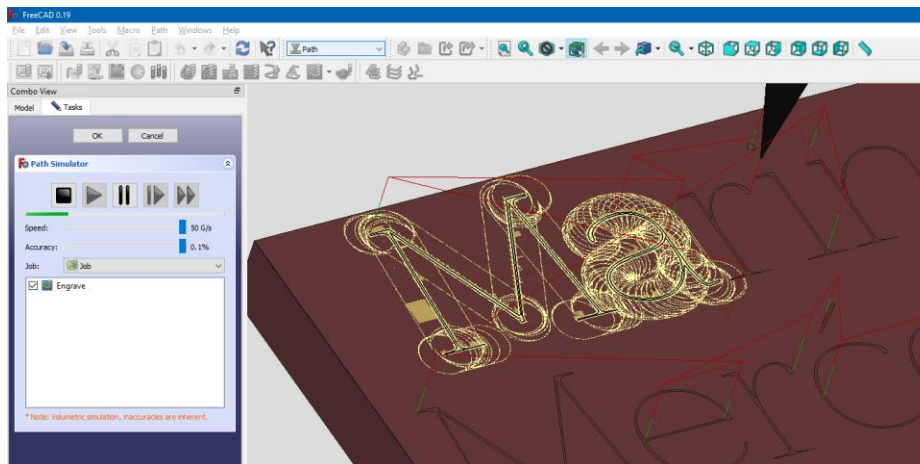 FreeCAD 0.19
File Edit View Tools Macro Path Windows Help
Path
Combo View
Model Tasks
OK Cancel
Path Simulator
Speed: 50 G/s
Accuracy: 0.1%
Job: Job
Engrave
* Note: Volumetric simulation, inaccuracies are inherent.
Ma